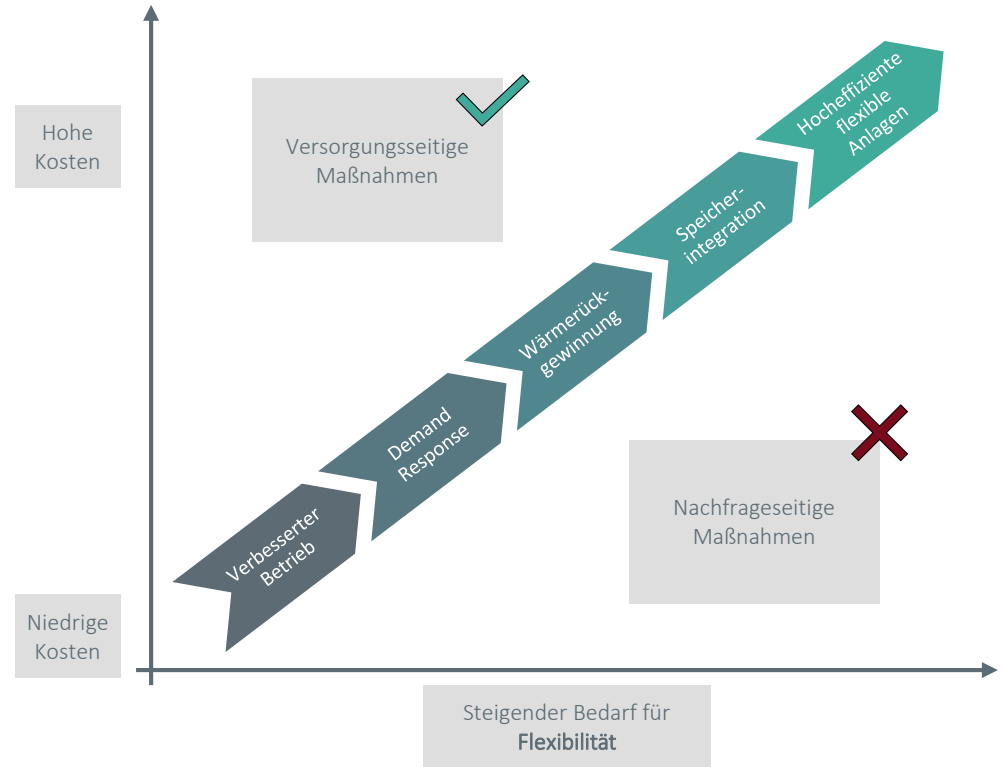 Hohe
Kosten
Versorgungsseitige
Maßnahmen
Hocheffiziente
flexible
Anlagen
Speicher-
integration
Wärmerück-
gewinnung
Demand
Response
Verbesserter
Betrieb
Nachfrageseitige
Maßnahmen
Niedrige
Kosten
Steigender Bedarf für
Flexibilität